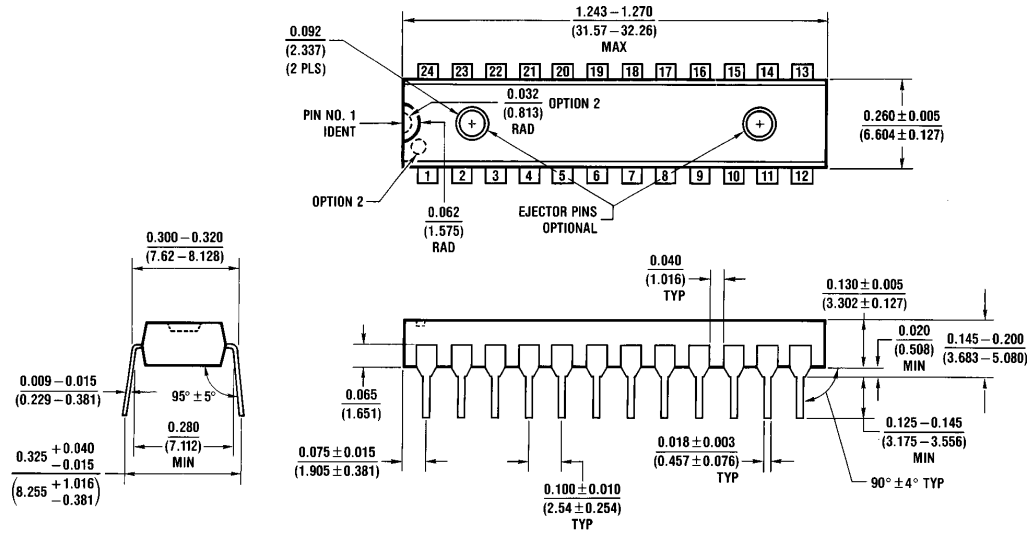 1.243 – 1.270
(31.57 – 32.26)
MAX
0.092
(2.337)
(2 PLS)
24 23 22 21 20 19 18 17 16 15 14 13
0.032
(0.813)
RAD
OPTION 2
PIN NO. 1
IDENT
0.260 ± 0.005
(6.604 ± 0.127)
1 2 3 4 5 6 7 8 9 10 11 12
OPTION 2
0.062
(1.575)
RAD
EJECTOR PINS
OPTIONAL
0.300 – 0.320
(7.62 – 8.128)
0.040
(1.016)
TYP
0.130 ± 0.005
(3.302 ± 0.127)
0.020
(0.508)
MIN
0.145 – 0.200
(3.683 – 5.080)
0.009 – 0.015
(0.229 – 0.381)
95° ± 5°
0.065
(1.651)
0.280
(7.112)
MIN
0.125 – 0.145
(3.175 – 3.556)
MIN
0.325 +0.040
–0.015
(8.255 +1.016
–0.381)
0.075 ± 0.015
(1.905 ± 0.381)
0.018 ± 0.003
(0.457 ± 0.076)
TYP
0.100 ± 0.010
(2.54 ± 0.254)
TYP
90° ± 4° TYP